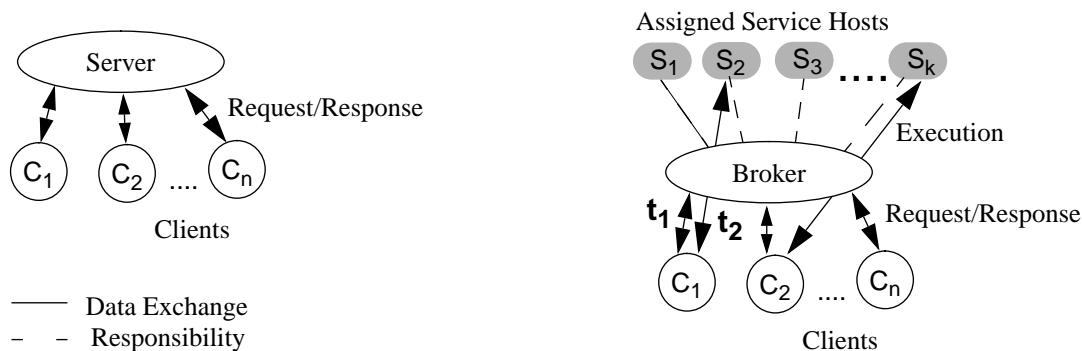 Server
Request/Response
C1 C2 .... Cn
Clients
Data Exchange
Responsibility
Assigned Service Hosts
S1 S2 S3 .... Sk
Execution
Broker
t1 t2
Request/Response
C1 C2 .... Cn
Clients